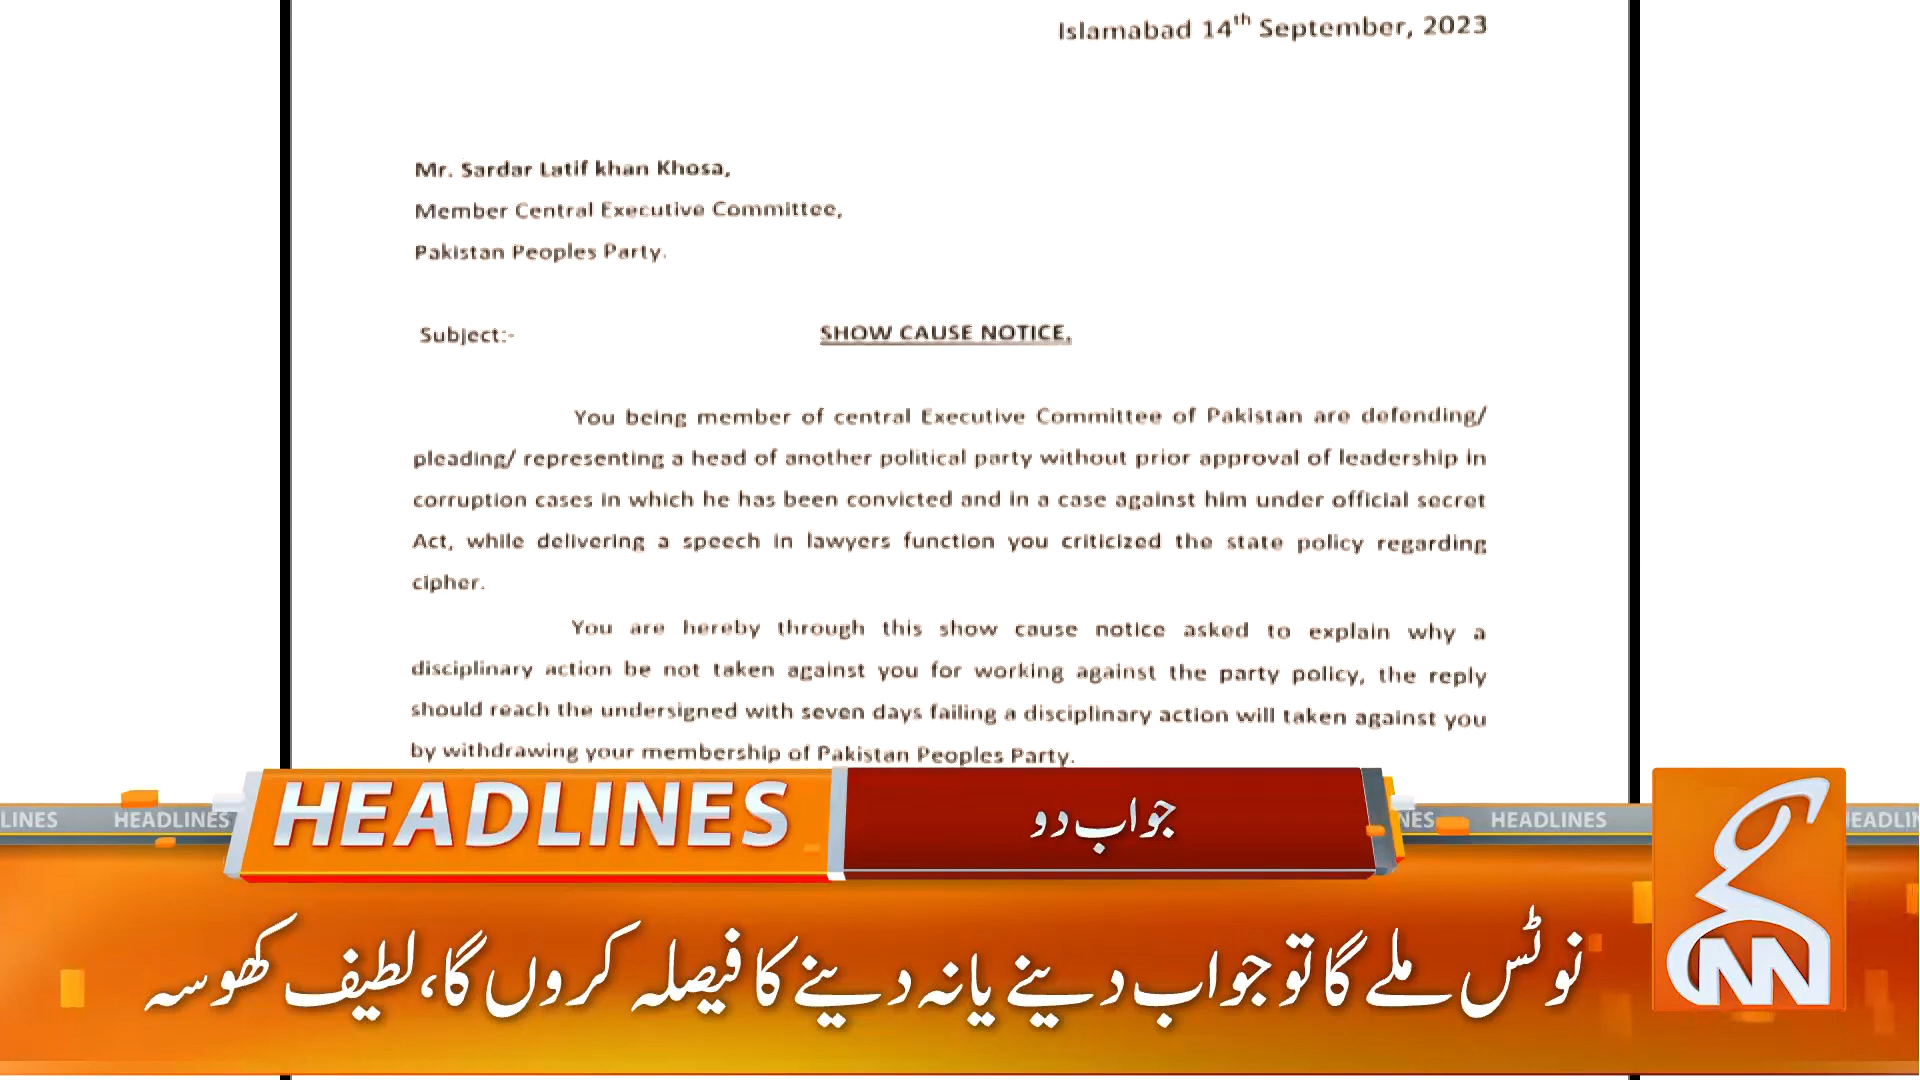 Islamabad 14th September, 2023
Mr. Sardar Latif khan Khosa,
Member Central Executive Committee,
Pakistan Peoples Party.
Subject:- SHOW CAUSE NOTICE.
You being member of central Executive Committee of Pakistan are defending/
pleading/ representing a head of another political party without prior approval of leadership in
corruption cases in which he has been convicted and in a case against him under official secret
Act, while delivering a speech in lawyers function you criticized the state policy regarding
cipher.
You are hereby through this show cause notice asked to explain why a
disciplinary action be not taken against you for working against the party policy, the reply
should reach the undersigned with seven days failing a disciplinary action will taken against you
by withdrawing your membership of Pakistan Peoples Party.
LINES HEADLINES HEADLINES جواب دو NES HEADLINES EADLIN
نوٹس ملے گا تو جواب دینے یا نہ دینے کا فیصلہ کروں گا، لطیف کھوسہ
GNN